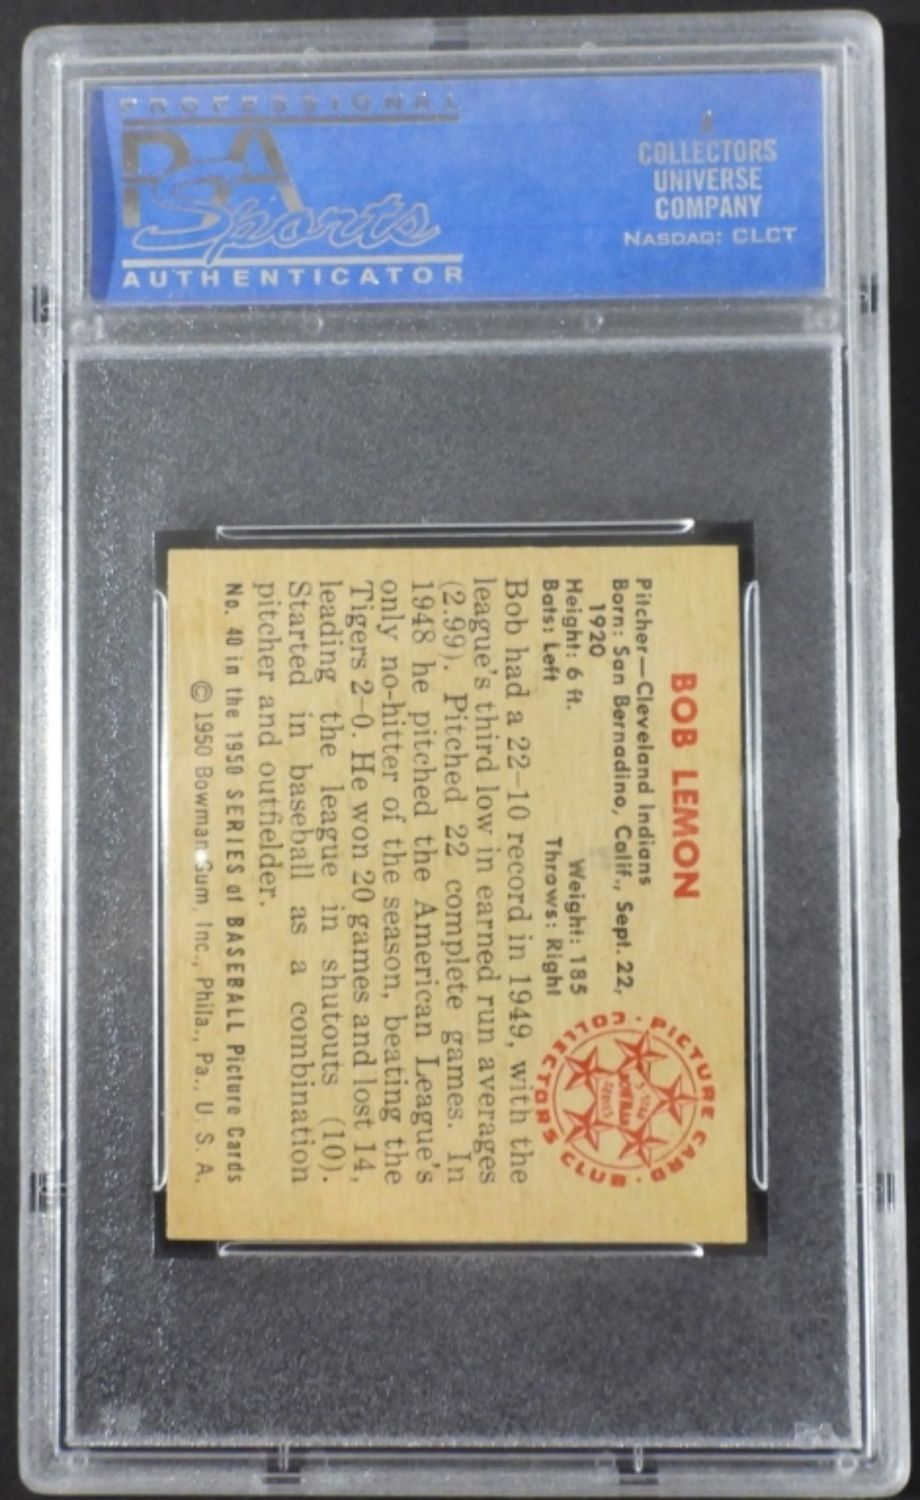 PROFESSIONAL
PSA
Sports
AUTHENTICATOR
A
COLLECTORS
UNIVERSE
COMPANY
NASDAQ: CLCT
BOB LEMON
Pitcher—Cleveland Indians
Born: San Bernadino, Calif., Sept. 22,
1920
Height: 6 ft. Weight: 185
Bats: Left Throws: Right
PICTURE CARD · COLLECTORS CLUB ·
5 STAR
BOWMAN
Bob had a 22–10 record in 1949, with the
league's third low in earned run averages
(2.99). Pitched 22 complete games. In
1948 he pitched the American League's
only no-hitter of the season, beating the
Tigers 2–0. He won 20 games and lost 14,
leading the league in shutouts (10).
Started in baseball as a combination
pitcher and outfielder.
No. 40 in the 1950 SERIES of BASEBALL Picture Cards
© 1950 Bowman Gum, Inc., Phila., Pa., U. S. A.